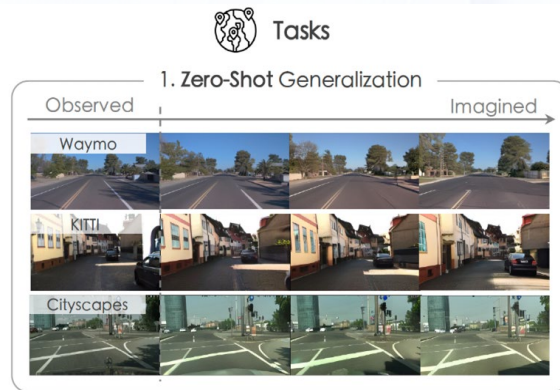 Tasks
1. Zero-Shot Generalization
Observed
Imagined
Waymo
KITTI
Cityscapes